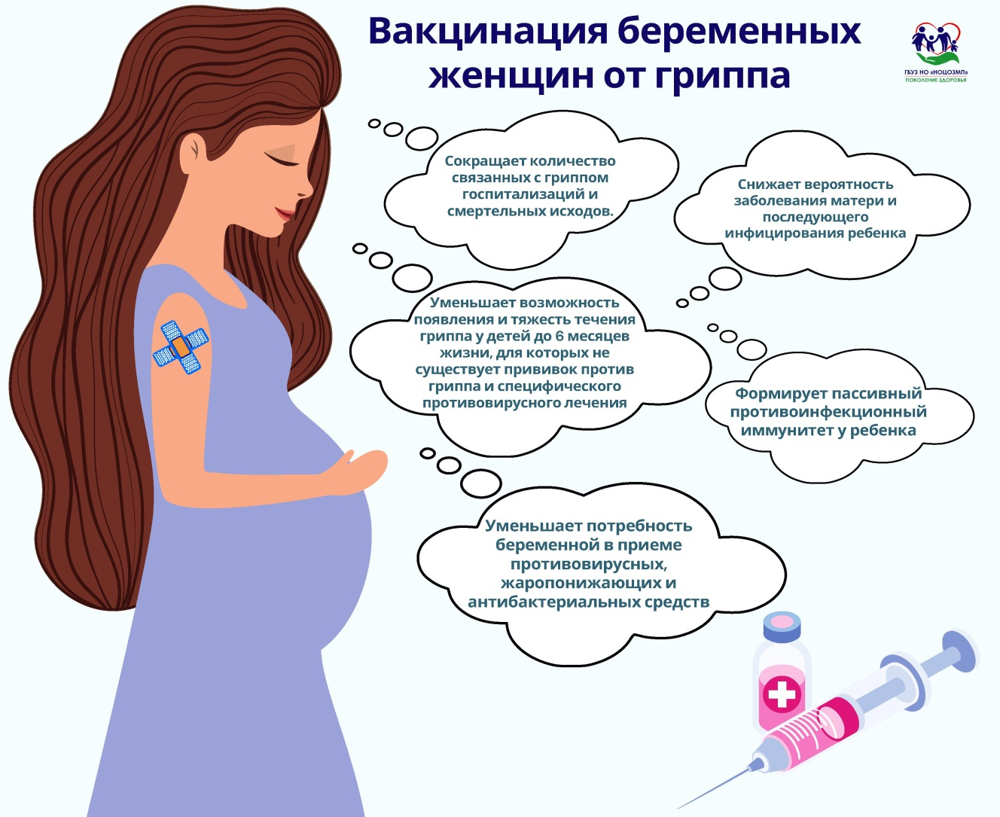 Вакцинация беременных
женщин от гриппа
ГБУЗ НО «НОЦОЗМП»
ПОКОЛЕНИЕ ЗДОРОВЬЯ
Сокращает количество
связанных с гриппом
госпитализаций и
смертельных исходов.
Снижает вероятность
заболевания матери и
последующего
инфицирования ребенка
Уменьшает возможность
появления и тяжесть течения
гриппа у детей до 6 месяцев
жизни, для которых не
существует прививок против
гриппа и специфического
противовирусного лечения
Формирует пассивный
противоинфекционный
иммунитет у ребенка
Уменьшает потребность
беременной в приеме
противовирусных,
жаропонижающих и
антибактериальных средств